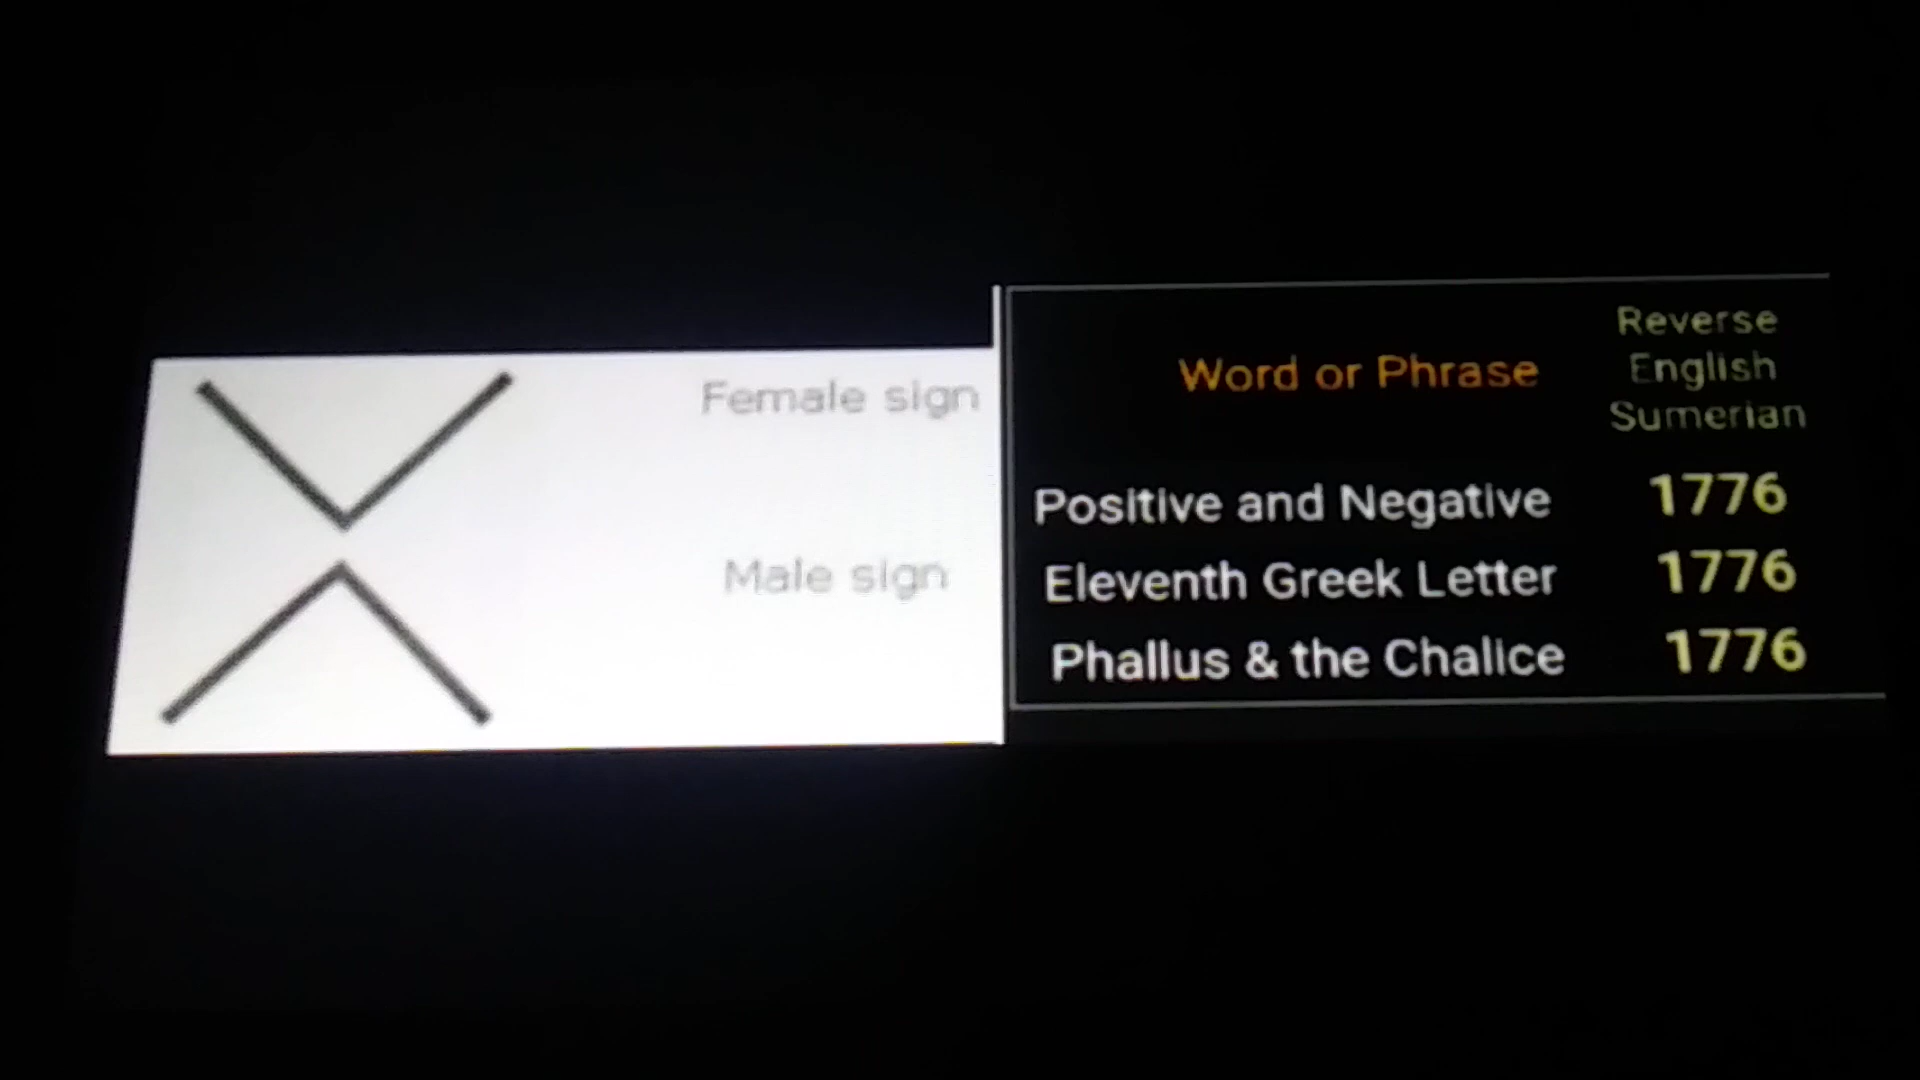 Female sign
Male sign
Word or Phrase
Reverse
English
Sumerian
Positive and Negative 1776
Eleventh Greek Letter 1776
Phallus & the Chalice 1776